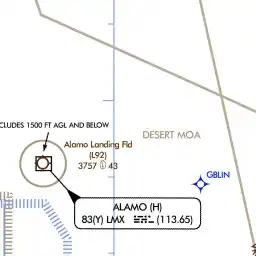 CLUDES 1500 FT AGL AND BELOW
Alamo Landing Fld
(L92)
3757 Ⓛ 43
DESERT MOA
GBLIN
ALAMO (H)
83(Y) LMX (113.65)